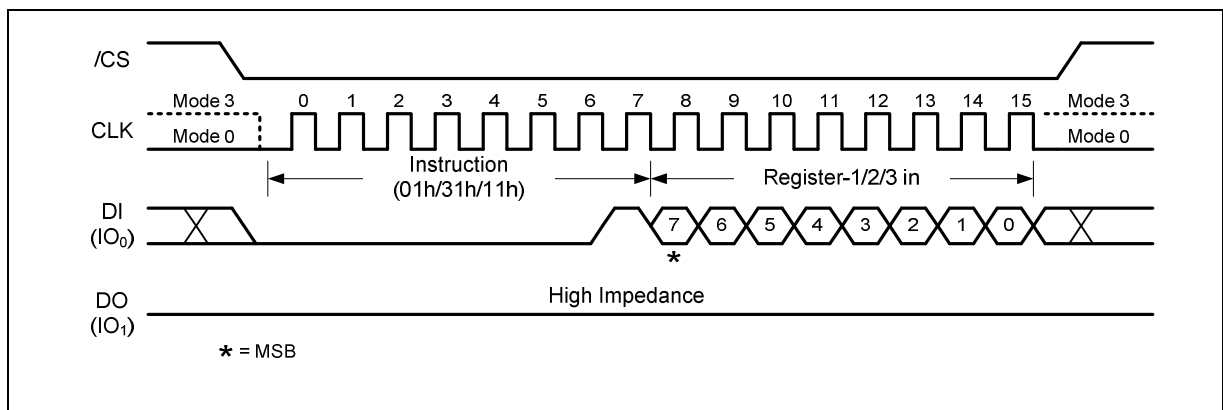 /CS
Mode 3 0 1 2 3 4 5 6 7 8 9 10 11 12 13 14 15 Mode 3
CLK
Mode 0 Mode 0
Instruction
(01h/31h/11h)
Register-1/2/3 in
DI
(IO₀)
7 6 5 4 3 2 1 0
*
High Impedance
DO
(IO₁)
* = MSB